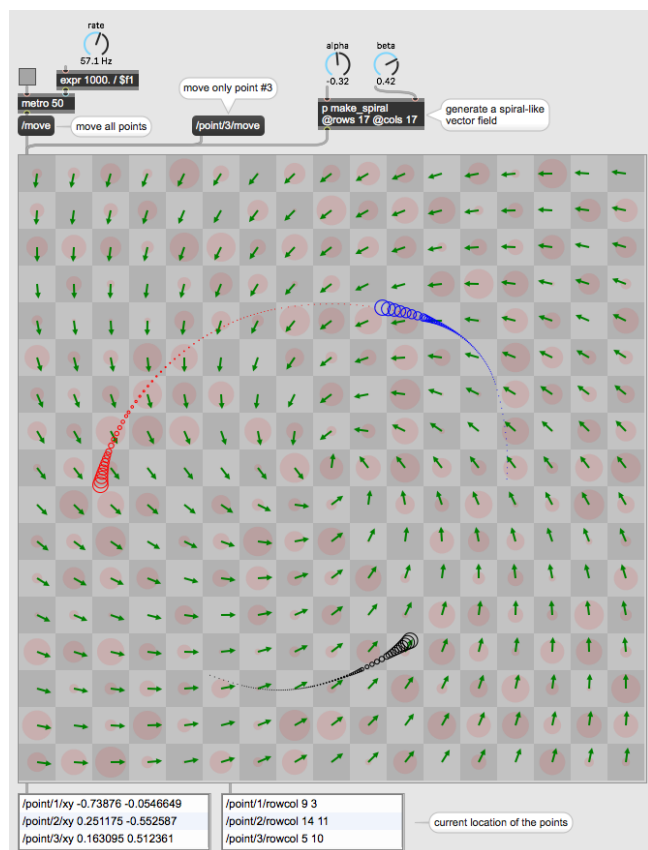 rate
57.1 Hz
expr 1000. / $f1
metro 50
/move
move all points
move only point #3
/point/3/move
alpha
-0.32
beta
0.42
p make_spiral
@rows 17 @cols 17
generate a spiral-like
vector field
/point/1/xy -0.73876 -0.0546649
/point/2/xy 0.251175 -0.552587
/point/3/xy 0.163095 0.512361
/point/1/rowcol 9 3
/point/2/rowcol 14 11
/point/3/rowcol 5 10
current location of the points